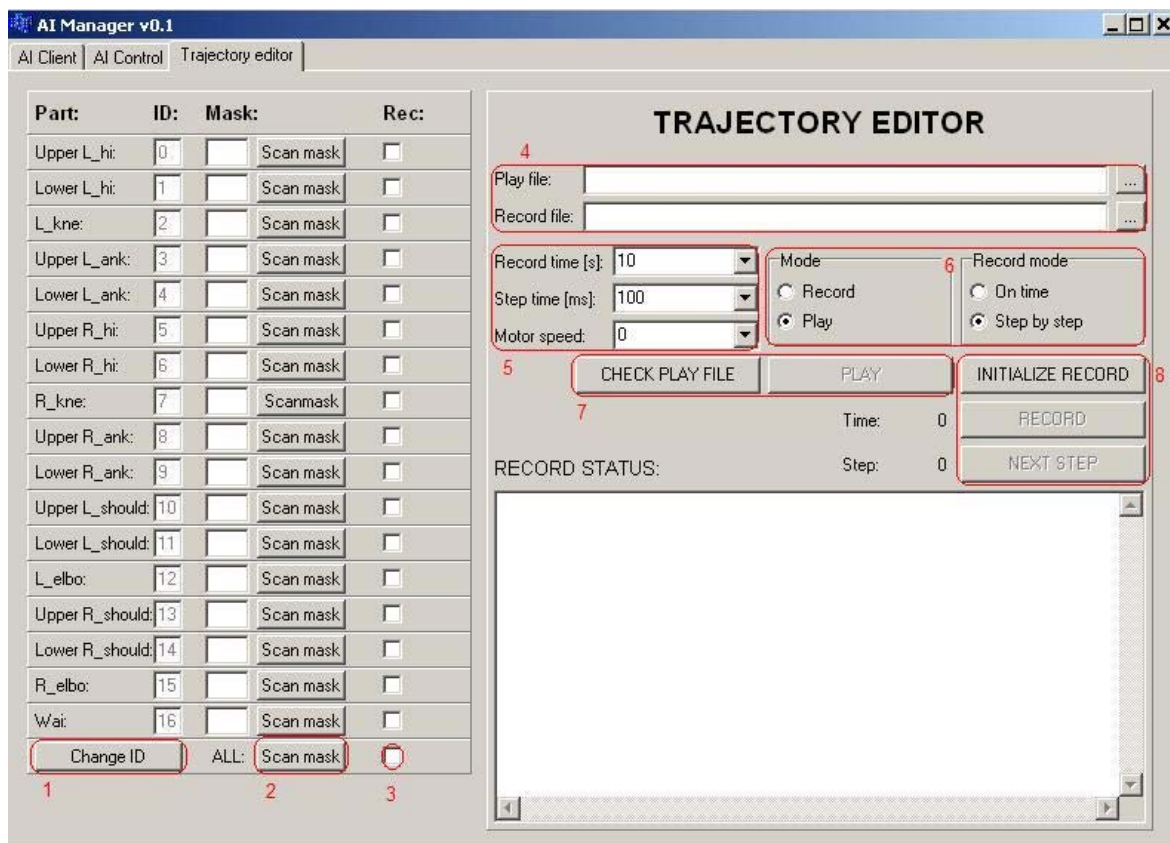 AI Manager v0.1
AI Client AI Control Trajectory editor
Part: ID: Mask: Rec:
Upper L_hi: 0 Scan mask
Lower L_hi: 1 Scan mask
L_kne: 2 Scan mask
Upper L_ank: 3 Scan mask
Lower L_ank: 4 Scan mask
Upper R_hi: 5 Scan mask
Lower R_hi: 6 Scan mask
R_kne: 7 Scanmask
Upper R_ank: 8 Scan mask
Lower R_ank: 9 Scan mask
Upper L_should: 10 Scan mask
Lower L_should: 11 Scan mask
L_elbo: 12 Scan mask
Upper R_should: 13 Scan mask
Lower R_should: 14 Scan mask
R_elbo: 15 Scan mask
Wai: 16 Scan mask
Change ID ALL: Scan mask
1 2 3
TRAJECTORY EDITOR
4
Play file: ...
Record file: ...
Record time [s]: 10
Step time [ms]: 100
Motor speed: 0
5
Mode
Record
Play
6
Record mode
On time
Step by step
CHECK PLAY FILE PLAY
7
INITIALIZE RECORD 8
Time: 0 RECORD
RECORD STATUS: Step: 0 NEXT STEP